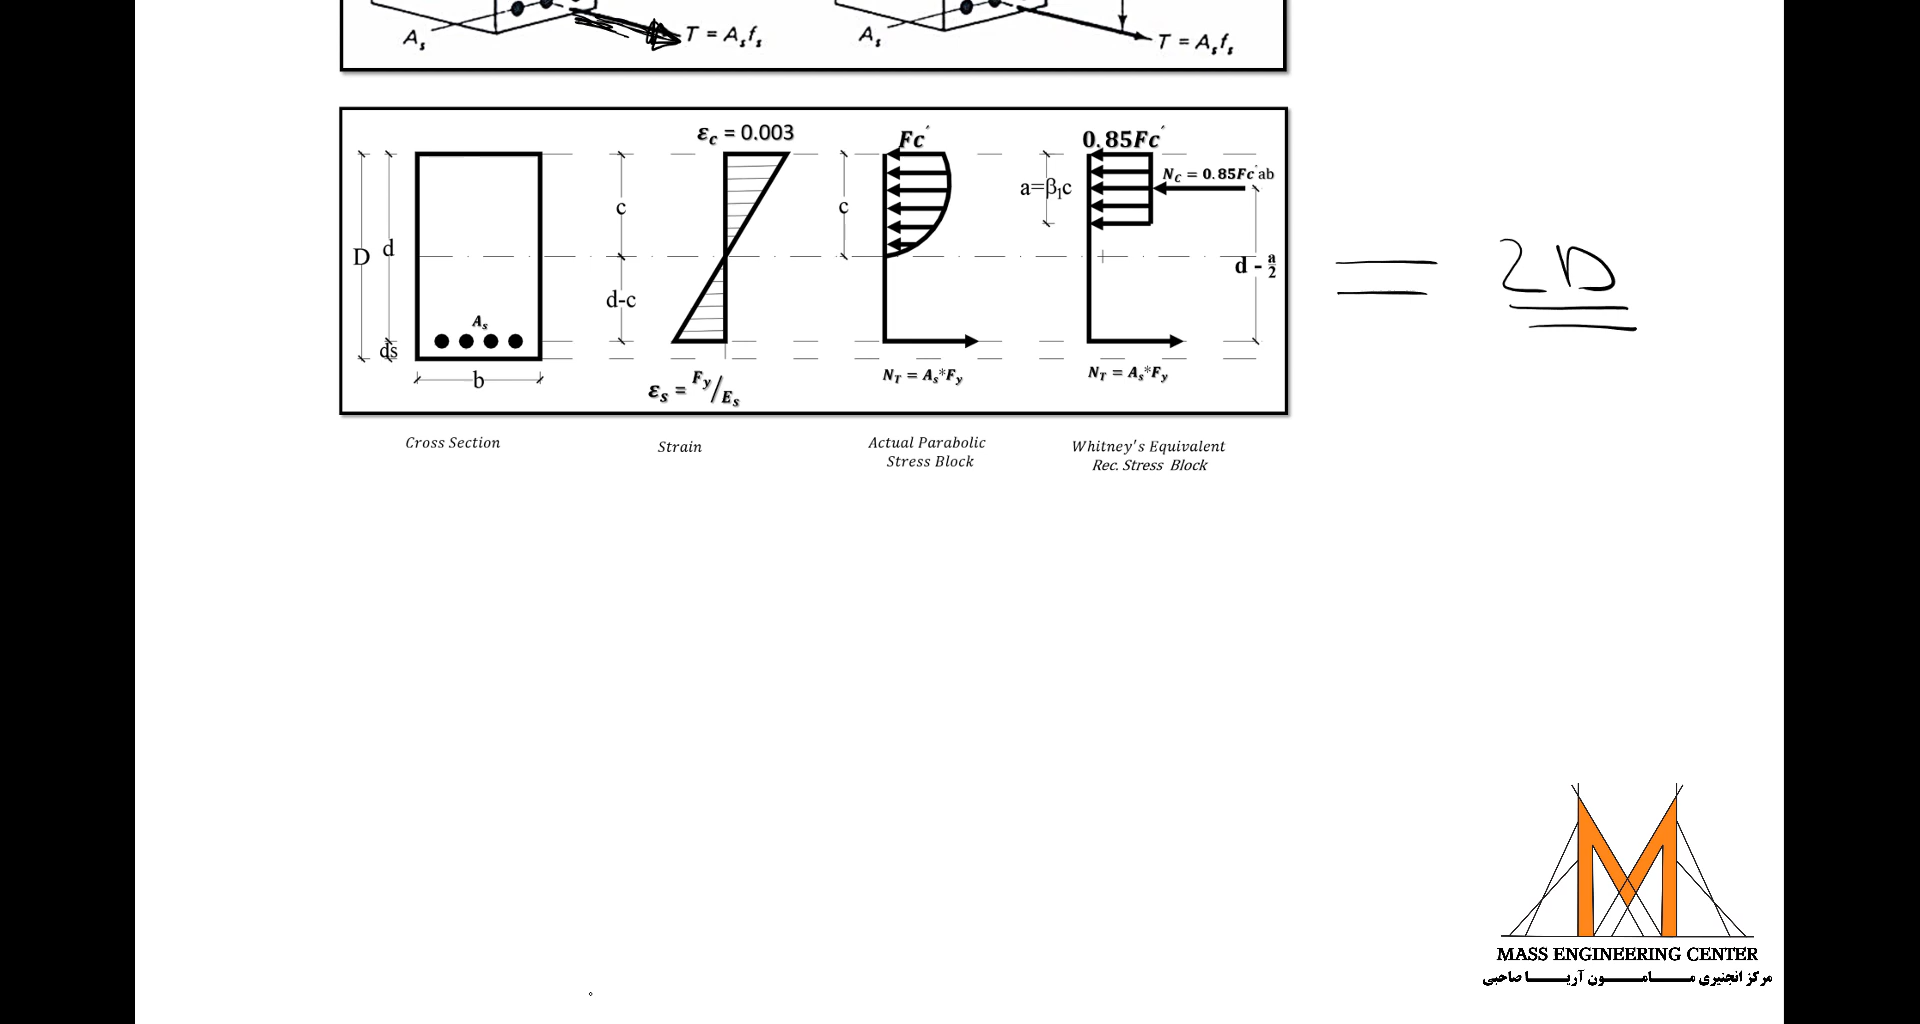 A_s T = A_s f_s A_s T = A_s f_s
ε_c = 0.003 Fc′ 0.85Fc′
N_C = 0.85Fc′ab
a=β₁c
c c
D d
d - a/2
= 2D
d-c
A_s
ds
b
ε_s = F_y/E_s
N_T = A_s*F_y N_T = A_s*F_y
Cross Section
Strain
Actual Parabolic
Stress Block
Whitney's Equivalent
Rec. Stress Block
MASS ENGINEERING CENTER
مرکز انجنیری مـــامـــون آریـــا صاحبی